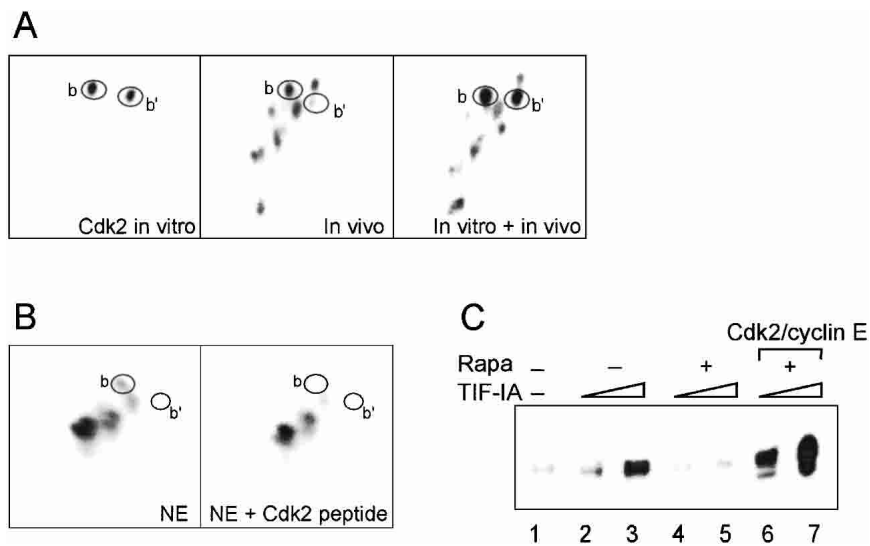 A
b
b'
Cdk2 in vitro
b
b'
In vivo
b
b'
In vitro + in vivo
B
b
b'
NE
b
b'
NE + Cdk2 peptide
C
Cdk2/cyclin E
Rapa – – + +
TIF-IA –
1 2 3 4 5 6 7